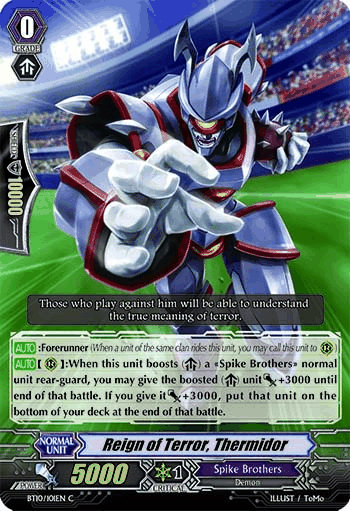 0
GRADE
SHIELD 10000
Those who play against him will be able to understand
the true meaning of terror.
AUTO :Forerunner (When a unit of the same clan rides this unit, you may call this unit to )
AUTO [ ]:When this unit boosts ( ) a «Spike Brothers» normal
unit rear-guard, you may give the boosted ( ) unit +3000 until
end of that battle. If you give it +3000, put that unit on the
bottom of your deck at the end of that battle.
NORMAL
UNIT
Reign of Terror, Thermidor
POWER
5000
1
CRITICAL
Spike Brothers
Demon
BT10/101EN C
ILLUST / ToMo